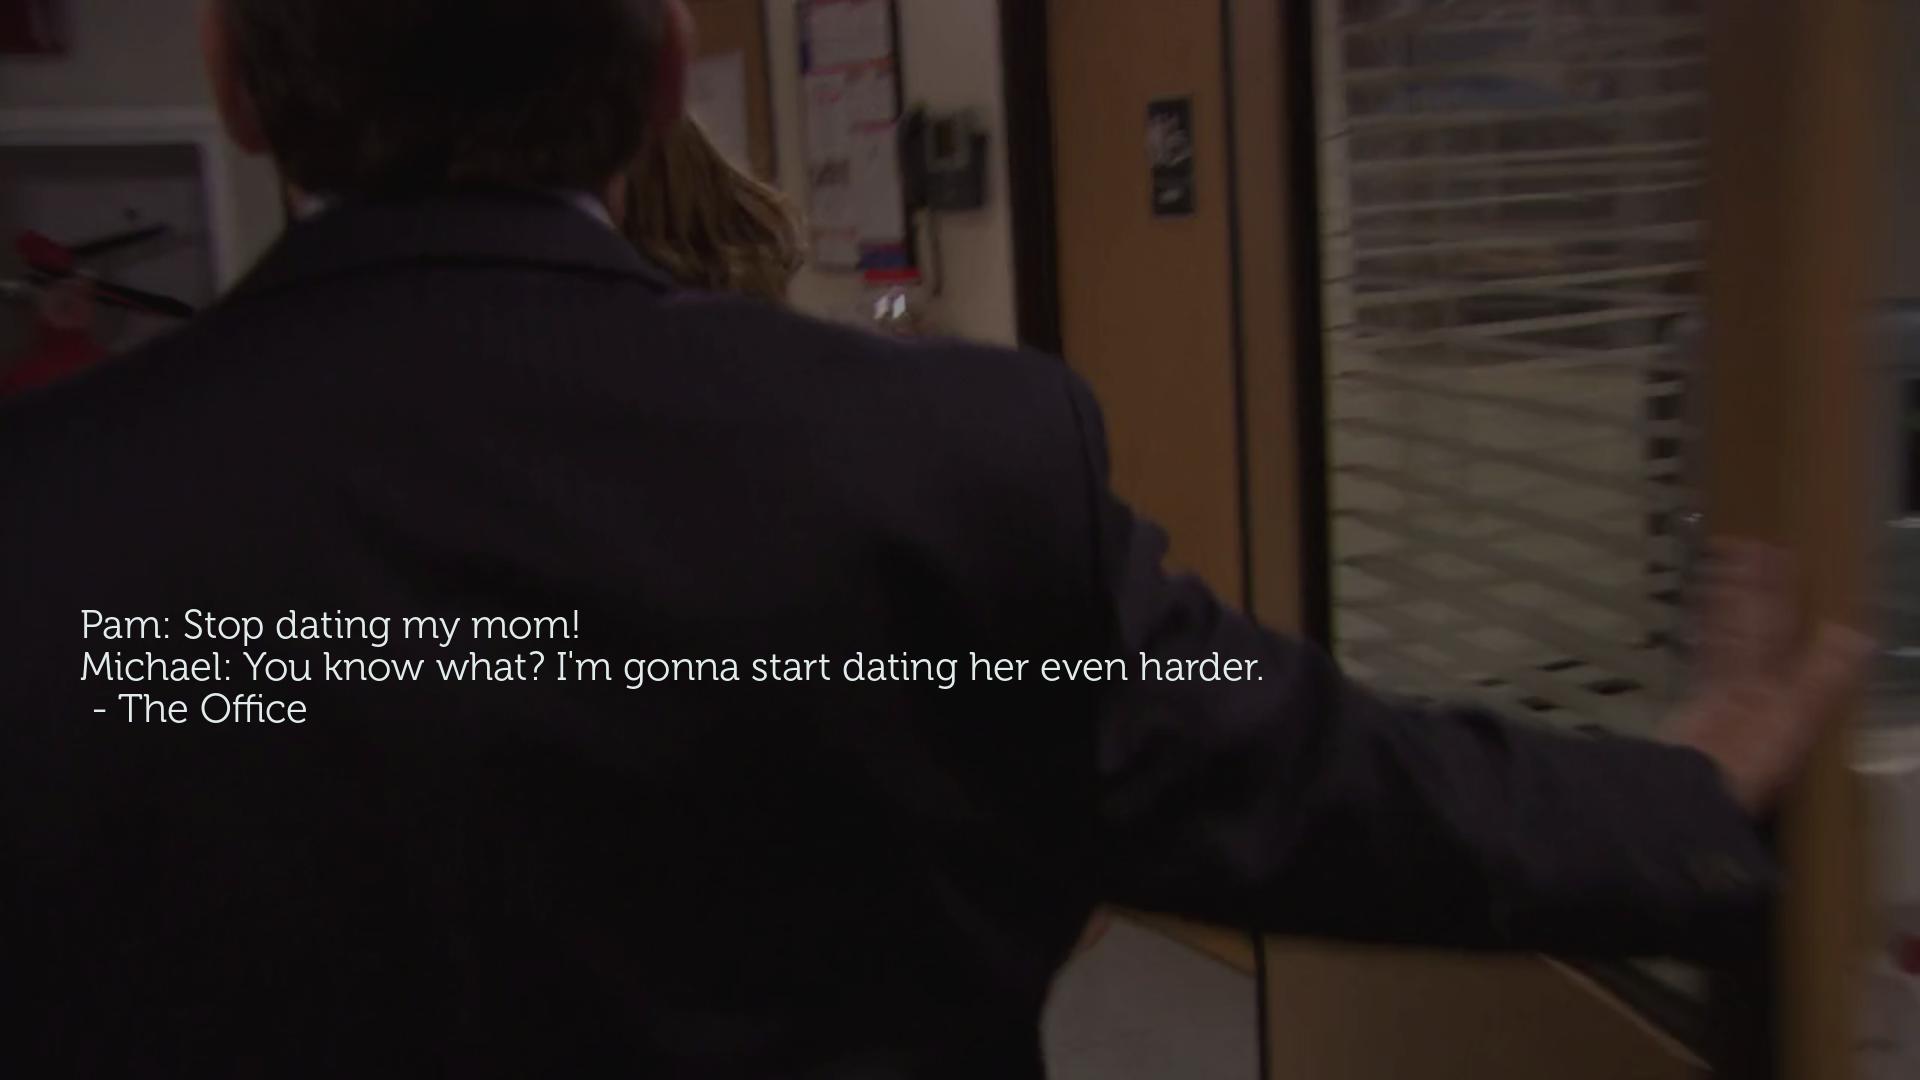 Pam: Stop dating my mom!
Michael: You know what? I'm gonna start dating her even harder.
- The Office